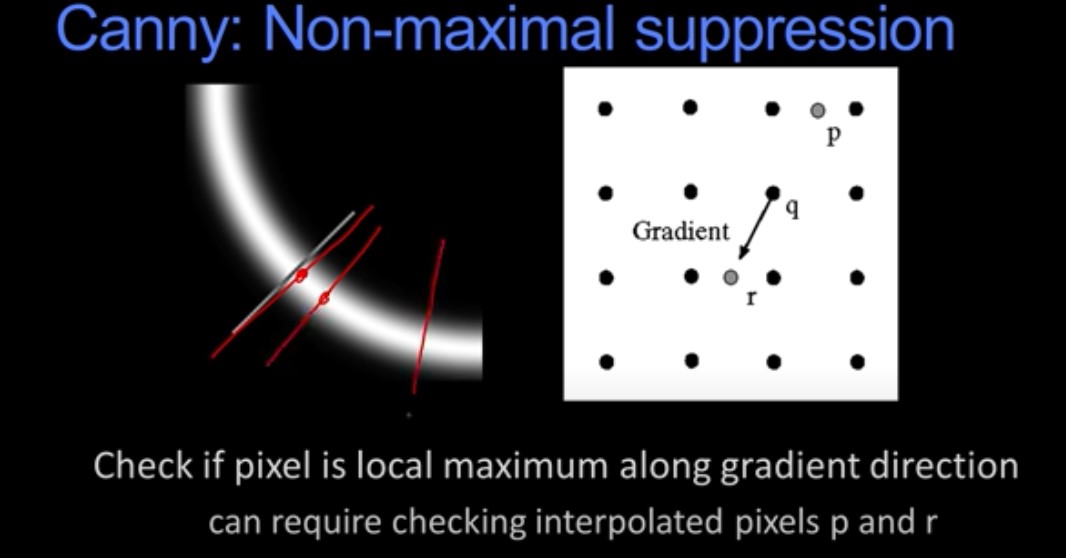 Canny: Non-maximal suppression
p
q
Gradient
r
Check if pixel is local maximum along gradient direction
can require checking interpolated pixels p and r